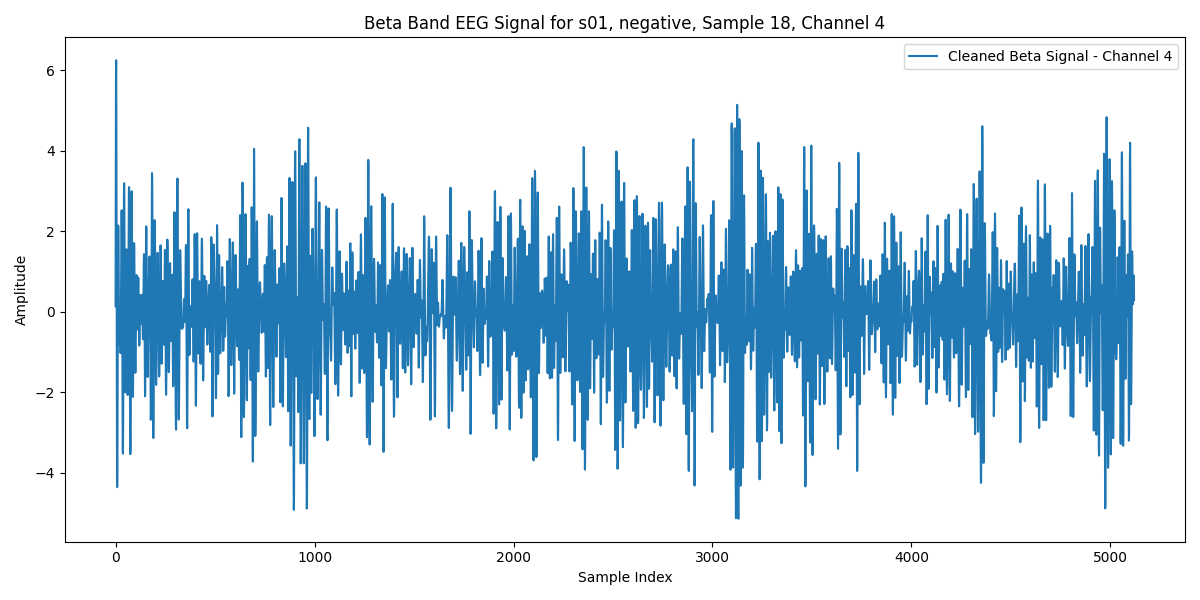 Beta Band EEG Signal for s01, negative, Sample 18, Channel 4
Cleaned Beta Signal - Channel 4
Amplitude
6
4
2
0
−2
−4
0 1000 2000 3000 4000 5000
Sample Index